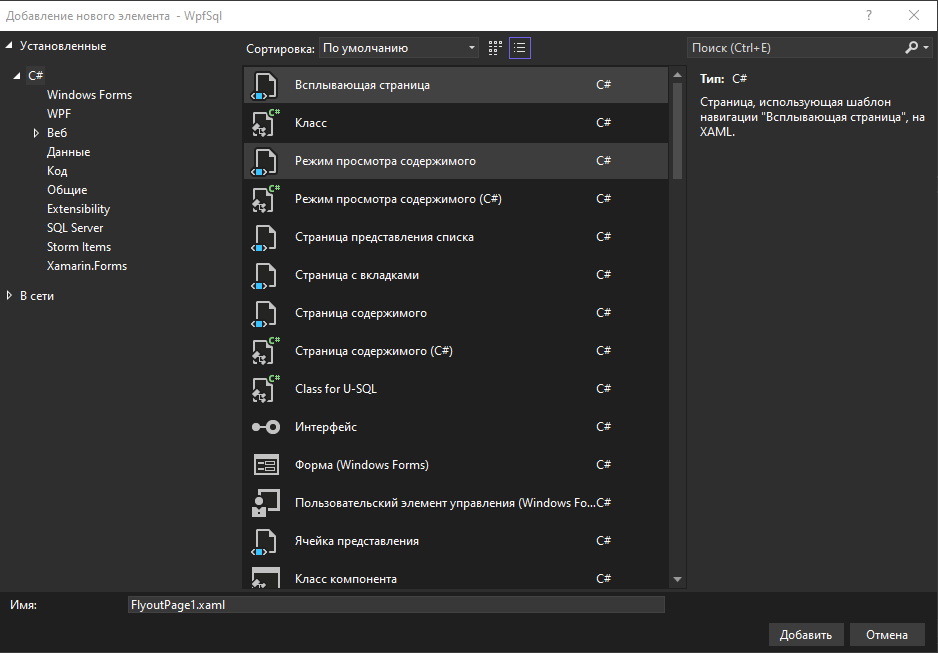 Добавление нового элемента - WpfSql
?
Установленные
C#
Windows Forms
WPF
Веб
Данные
Код
Общие
Extensibility
SQL Server
Storm Items
Xamarin.Forms
В сети
Сортировка: По умолчанию
Всплывающая страница C#
Класс C#
Режим просмотра содержимого C#
Режим просмотра содержимого (C#) C#
Страница представления списка C#
Страница с вкладками C#
Страница содержимого C#
Страница содержимого (C#) C#
Class for U-SQL C#
Интерфейс C#
Форма (Windows Forms) C#
Пользовательский элемент управления (Windows Fo... C#
Ячейка представления C#
Класс компонента C#
Поиск (Ctrl+E)
Тип: C#
Страница, использующая шаблон
навигации "Всплывающая страница", на
XAML.
Имя: FlyoutPage1.xaml
Добавить Отмена